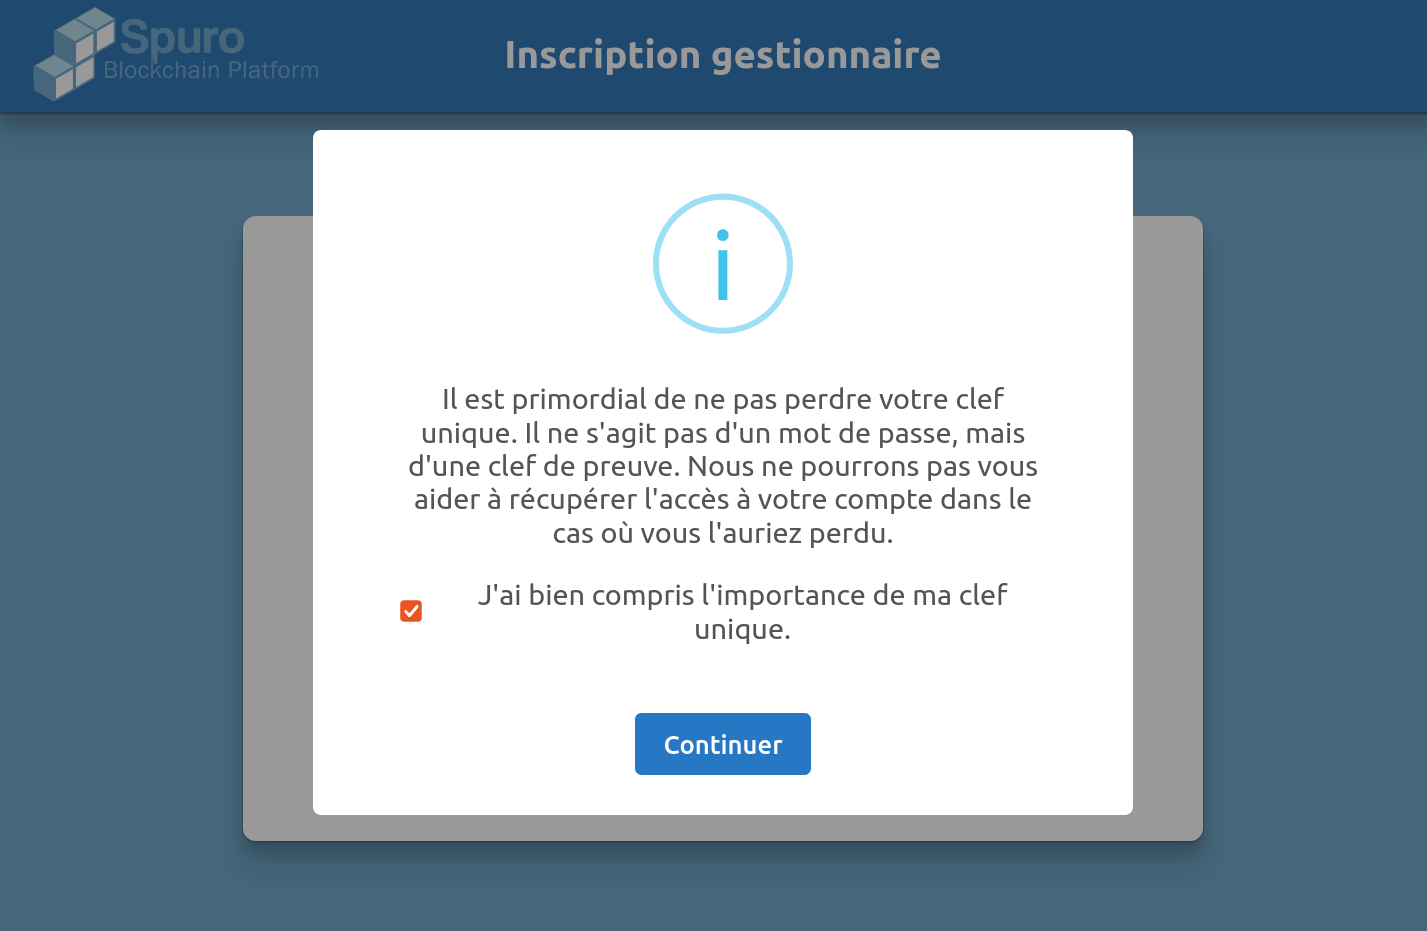 Spuro
Blockchain Platform
Inscription gestionnaire
i
Il est primordial de ne pas perdre votre clef
unique. Il ne s'agit pas d'un mot de passe, mais
d'une clef de preuve. Nous ne pourrons pas vous
aider à récupérer l'accès à votre compte dans le
cas où vous l'auriez perdu.
J'ai bien compris l'importance de ma clef
unique.
Continuer